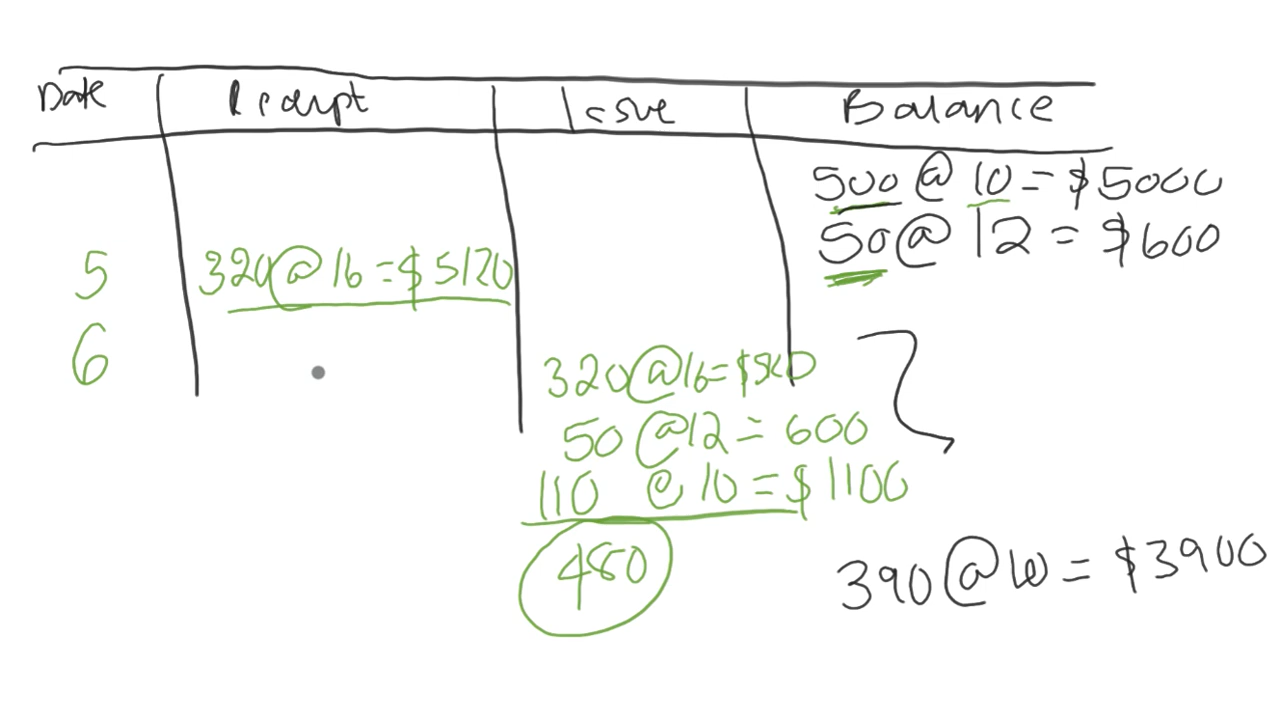 Date Receipt Issue Balance
500 @ 10 = $5000
50 @ 12 = $600
5 320 @ 16 = $5120
6 320 @ 16 = $5120
50 @ 12 = 600
110 @ 10 = $1100
480
390 @ 10 = $3900